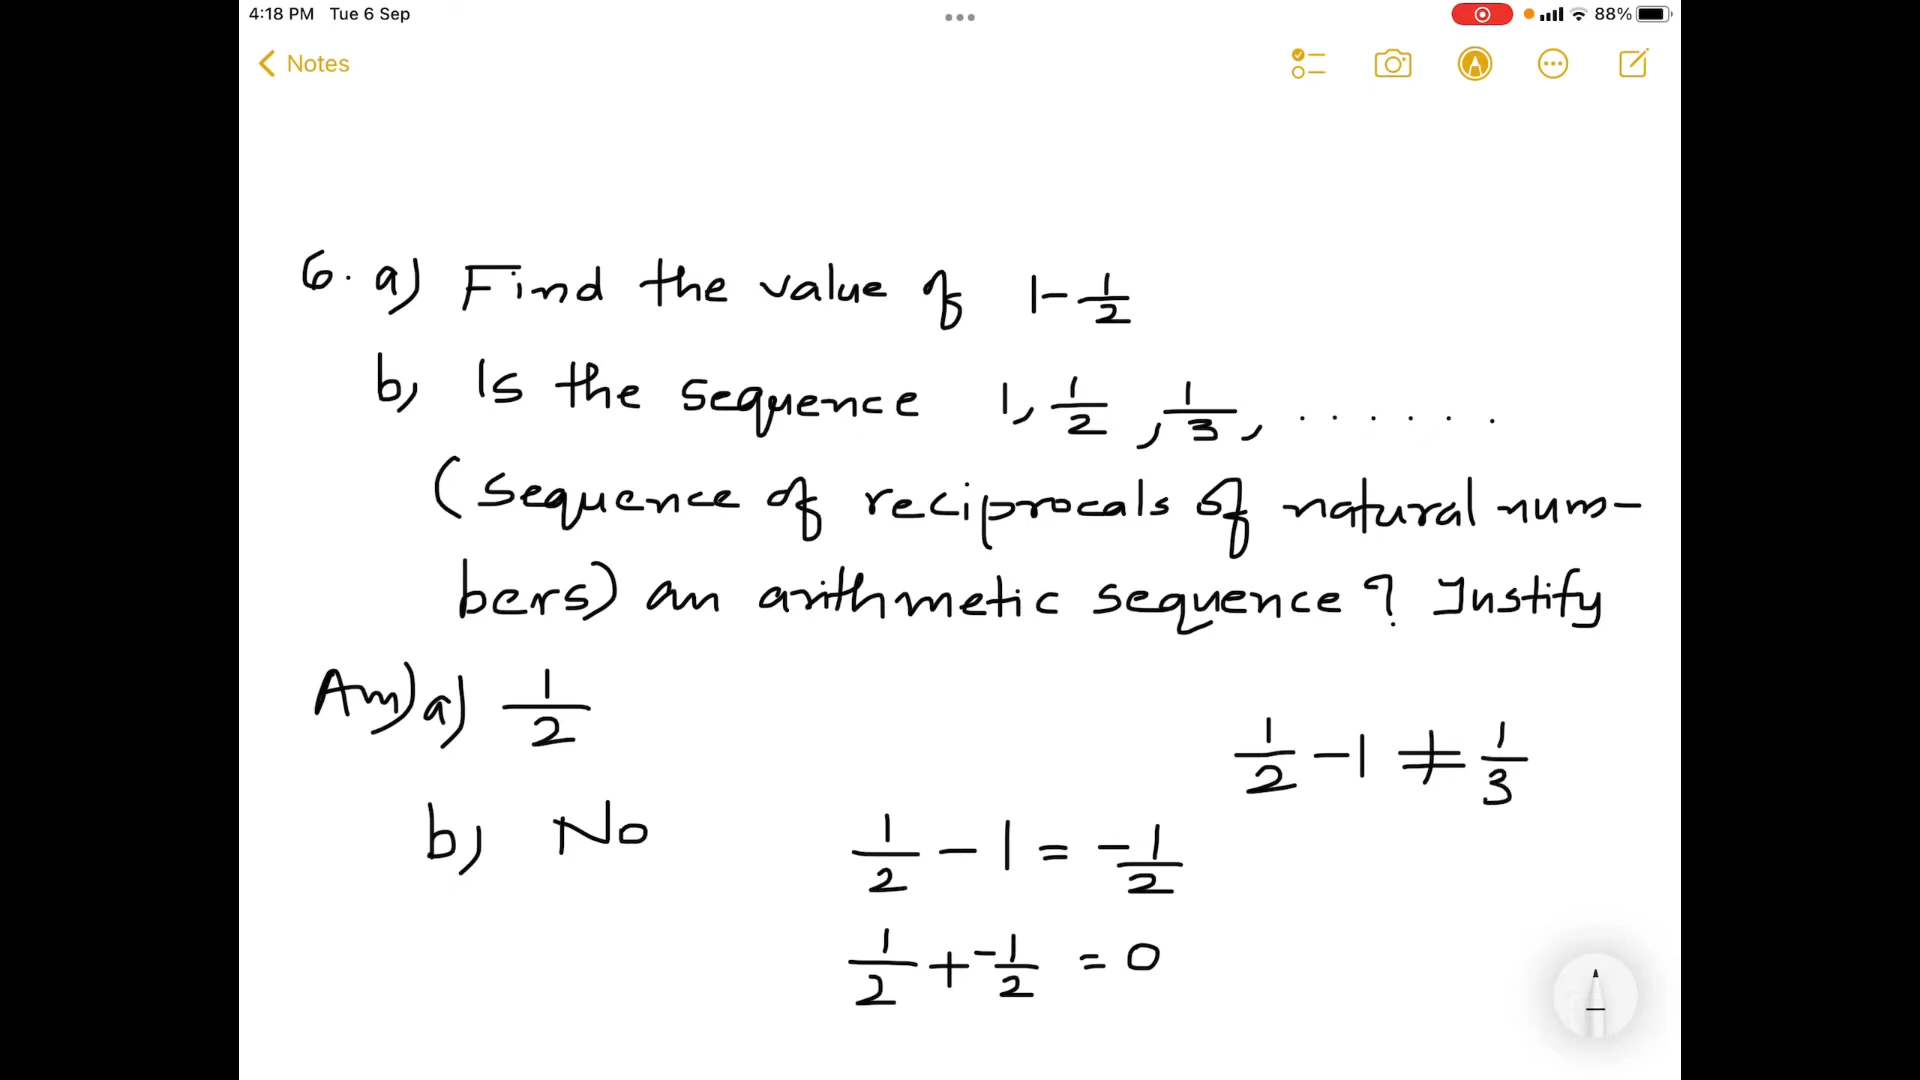 4:18 PM Tue 6 Sep
88%
Notes
6. a) Find the value of 1 - 1/2
b, Is the sequence 1, 1/2, 1/3, ......
(sequence of reciprocals of natural num-
bers) an arithmetic sequence? Justify
Ans) a) 1/2
1/2 - 1 ≠ 1/3
b, No
1/2 - 1 = -1/2
1/2 + -1/2 = 0